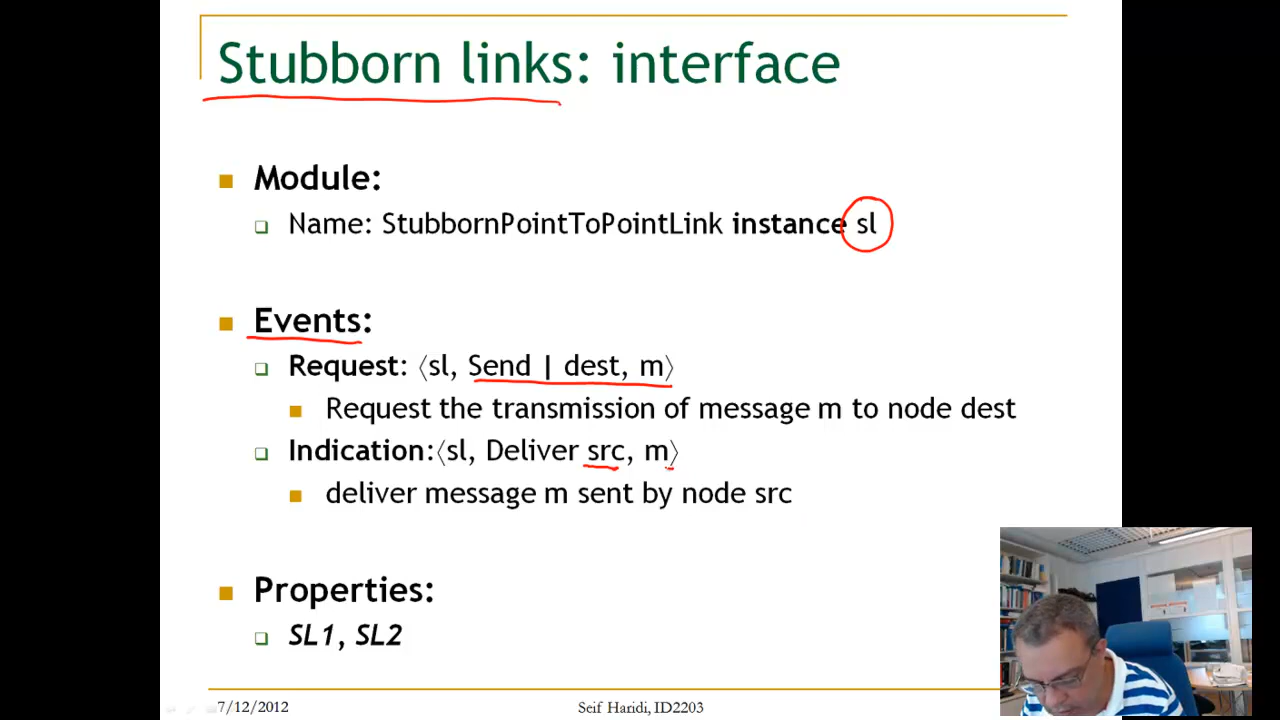 Stubborn links: interface
Module:
Name: StubbornPointToPointLink instance sl
Events:
Request: ⟨sl, Send | dest, m⟩
Request the transmission of message m to node dest
Indication:⟨sl, Deliver src, m⟩
deliver message m sent by node src
Properties:
SL1, SL2
7/12/2012
Seif Haridi, ID2203